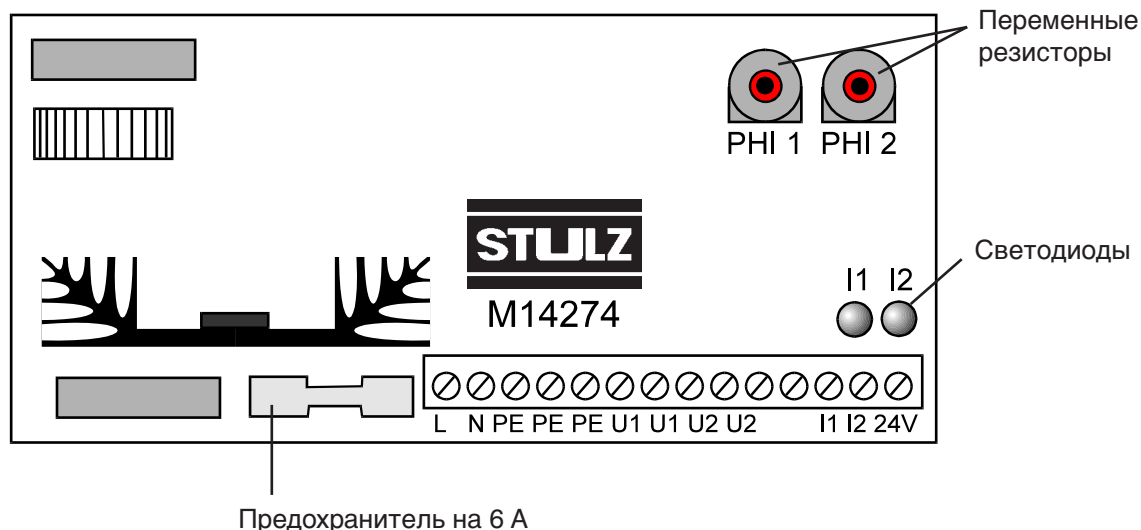 Переменные
резисторы
PHI 1 PHI 2
STULZ
M14274
Светодиоды
I1 I2
L N PE PE PE U1 U1 U2 U2 I1 I2 24V
Предохранитель на 6 А